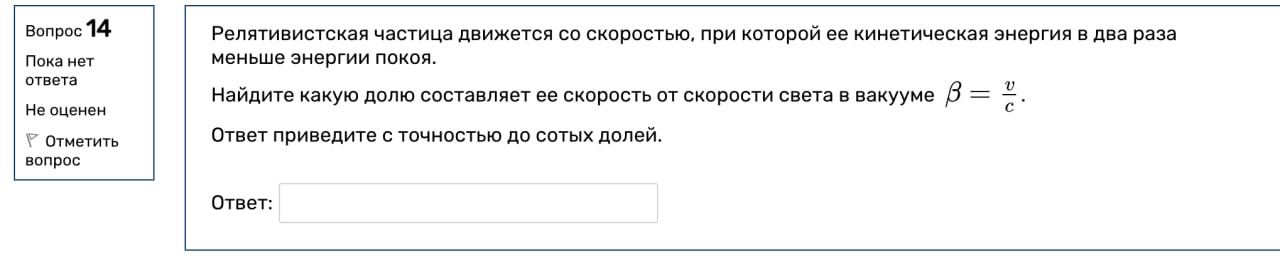 Вопрос 14
Пока нет
ответа
Не оценен
Отметить
вопрос
Релятивистская частица движется со скоростью, при которой ее кинетическая энергия в два раза
меньше энергии покоя.
Найдите какую долю составляет ее скорость от скорости света в вакууме β = v/c.
Ответ приведите с точностью до сотых долей.
Ответ: